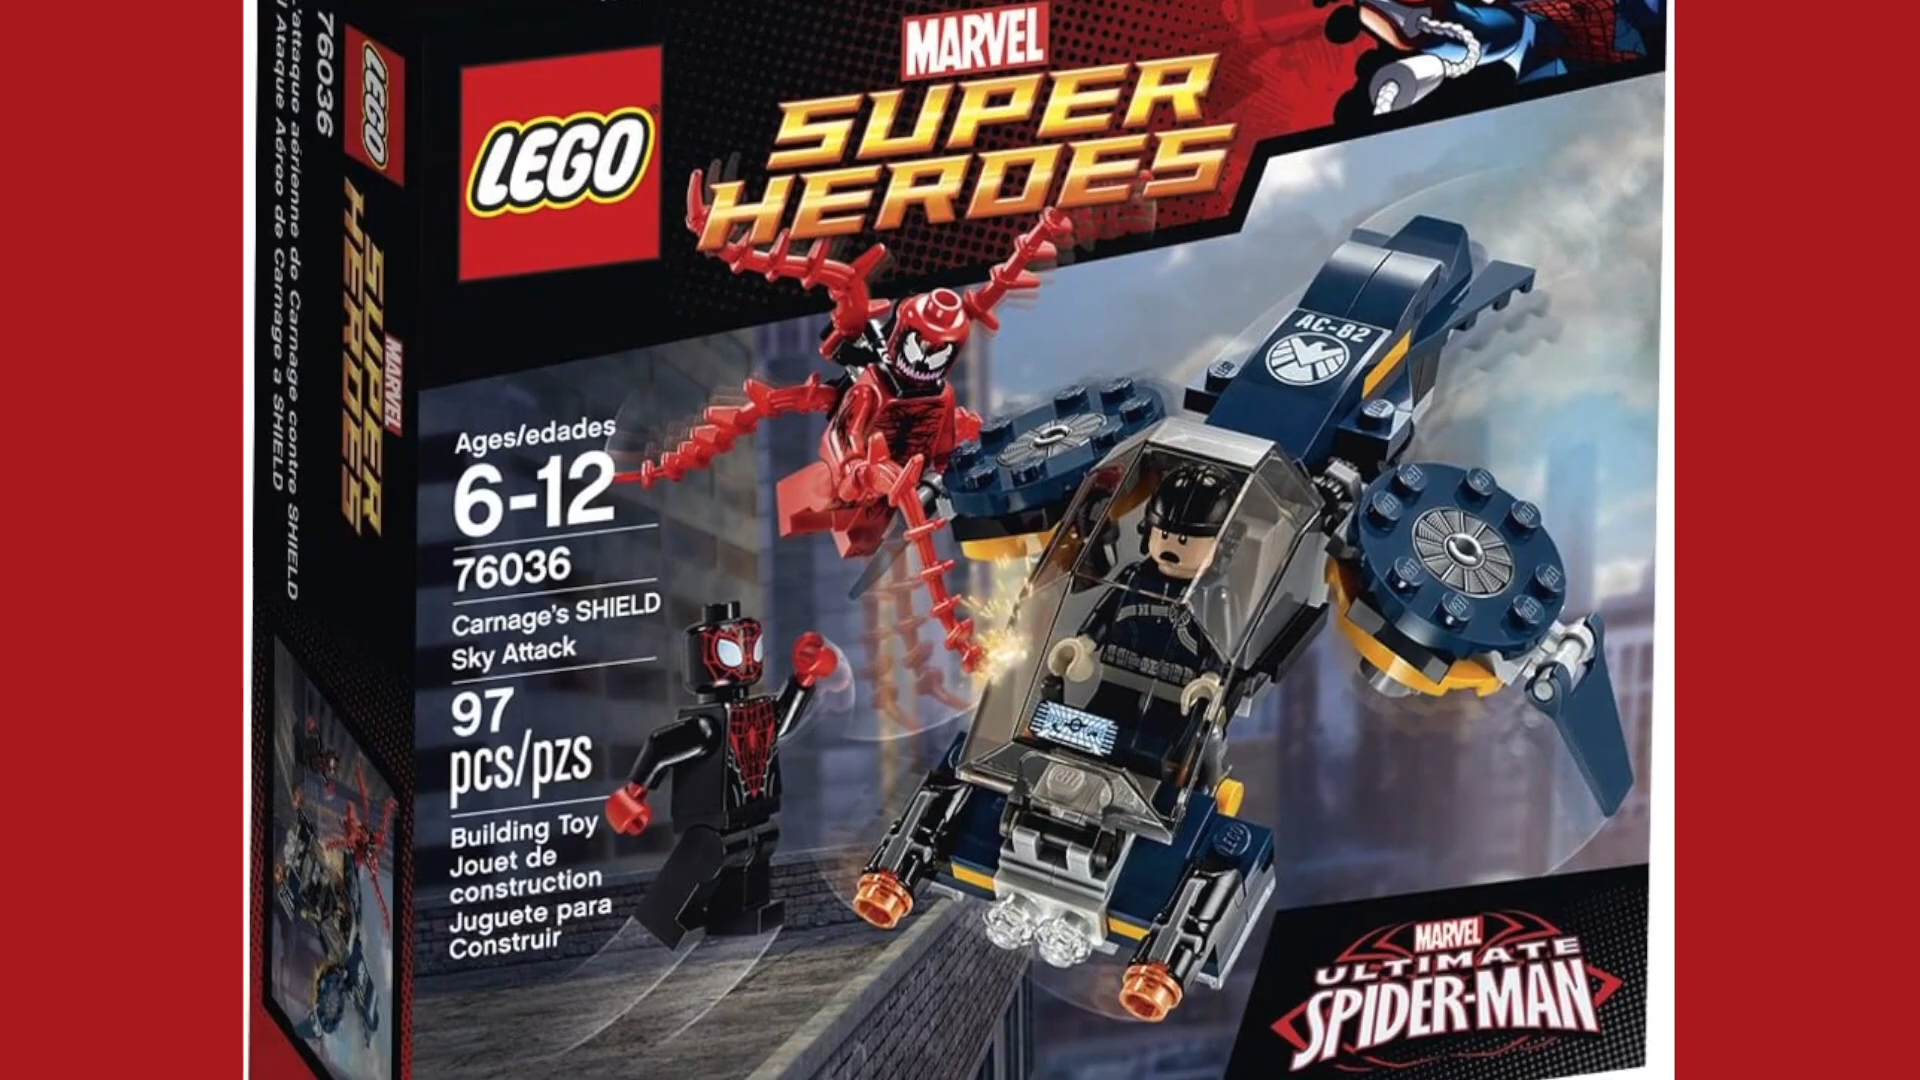 76036
L'attaque aérienne de Carnage contre SHIELD
Ataque Aéreo de Carnage a SHIELD
LEGO
MARVEL
SUPER
HEROES
LEGO
MARVEL
SUPER
HEROES
Ages/edades
6-12
76036
Carnage's SHIELD
Sky Attack
97
pcs/pzs
Building Toy
Jouet de
construction
Juguete para
Construir
AC-82
LEGO
MARVEL
ULTIMATE
SPIDER-MAN